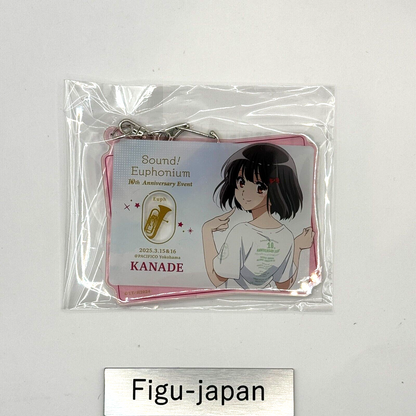 Sound!
Euphonium
10th Anniversary Event
Euph
2025.3.15&16
@PACIFICO Yokohama
KANADE
Figu-japan